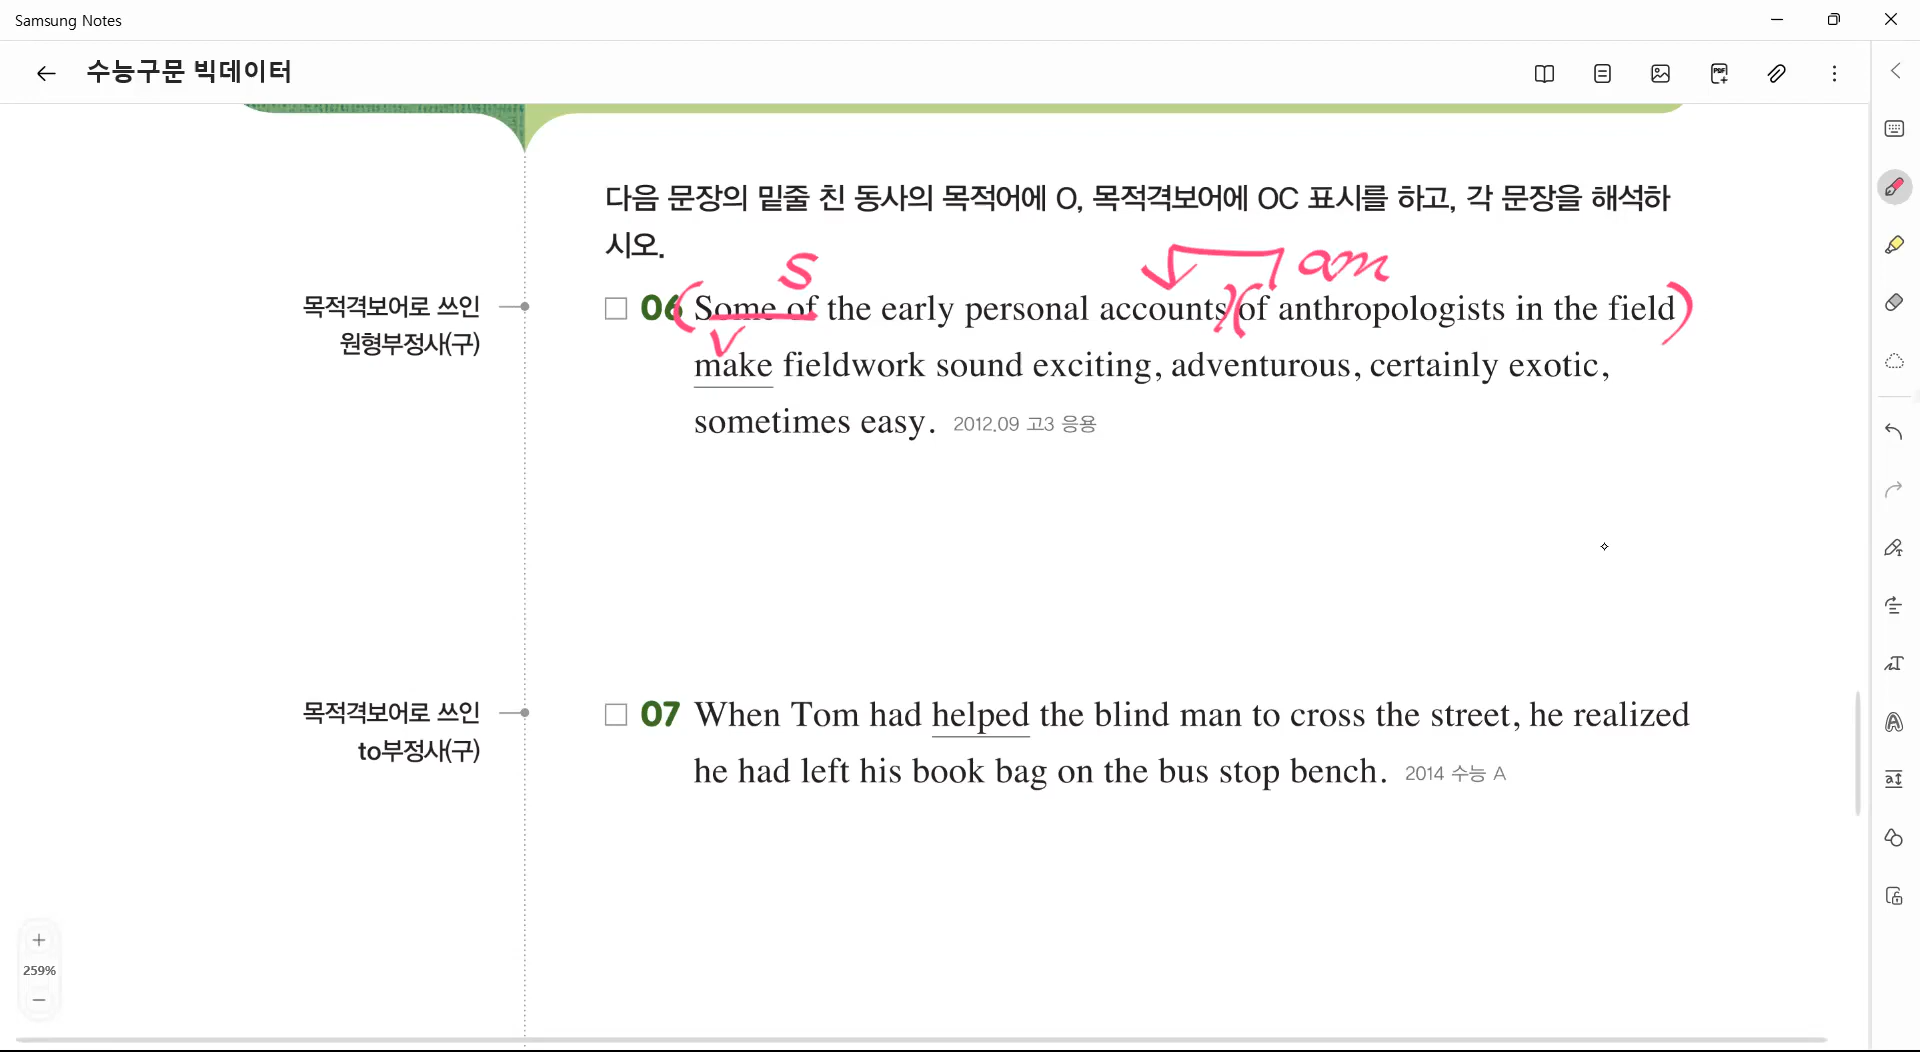 Samsung Notes
수능구문 빅데이터
다음 문장의 밑줄 친 동사의 목적어에 O, 목적격보어에 OC 표시를 하고, 각 문장을 해석하
시오.
S
am
목적격보어로 쓰인
원형부정사(구)
06 (Some of the early personal accounts)(of anthropologists in the field)
V
make fieldwork sound exciting, adventurous, certainly exotic,
sometimes easy. 2012.09 고3 응용
목적격보어로 쓰인
to부정사(구)
07 When Tom had helped the blind man to cross the street, he realized
he had left his book bag on the bus stop bench. 2014 수능 A
259%